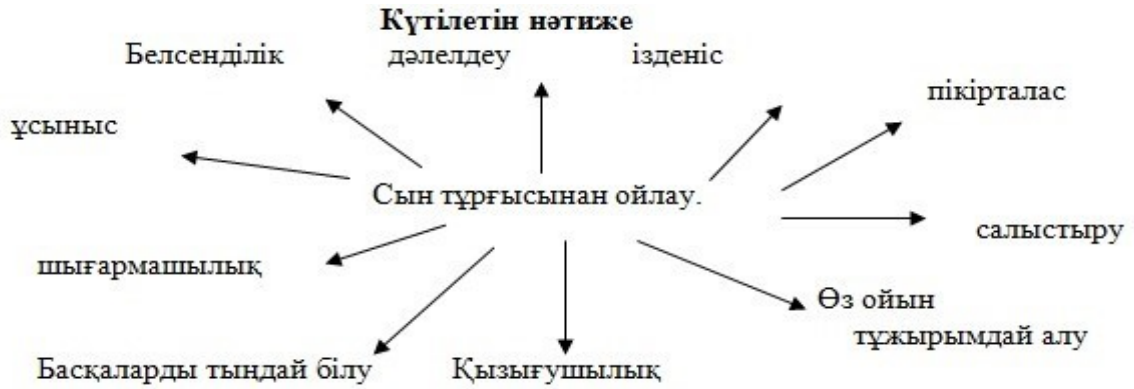 Күтілетін нәтиже
Белсенділік дәлелдеу ізденіс
пікірталас
ұсыныс
Сын тұрғысынан ойлау.
салыстыру
шығармашылық
Өз ойын
тұжырымдай алу
Басқаларды тыңдай білу Қызығушылық